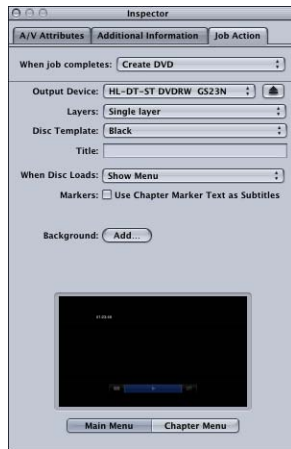 Inspector
A/V Attributes Additional Information Job Action
When job completes: Create DVD
Output Device: HL-DT-ST DVDRW GS23N
Layers: Single layer
Disc Template: Black
Title:
When Disc Loads: Show Menu
Markers: Use Chapter Marker Text as Subtitles
Background: Add...
Main Menu Chapter Menu